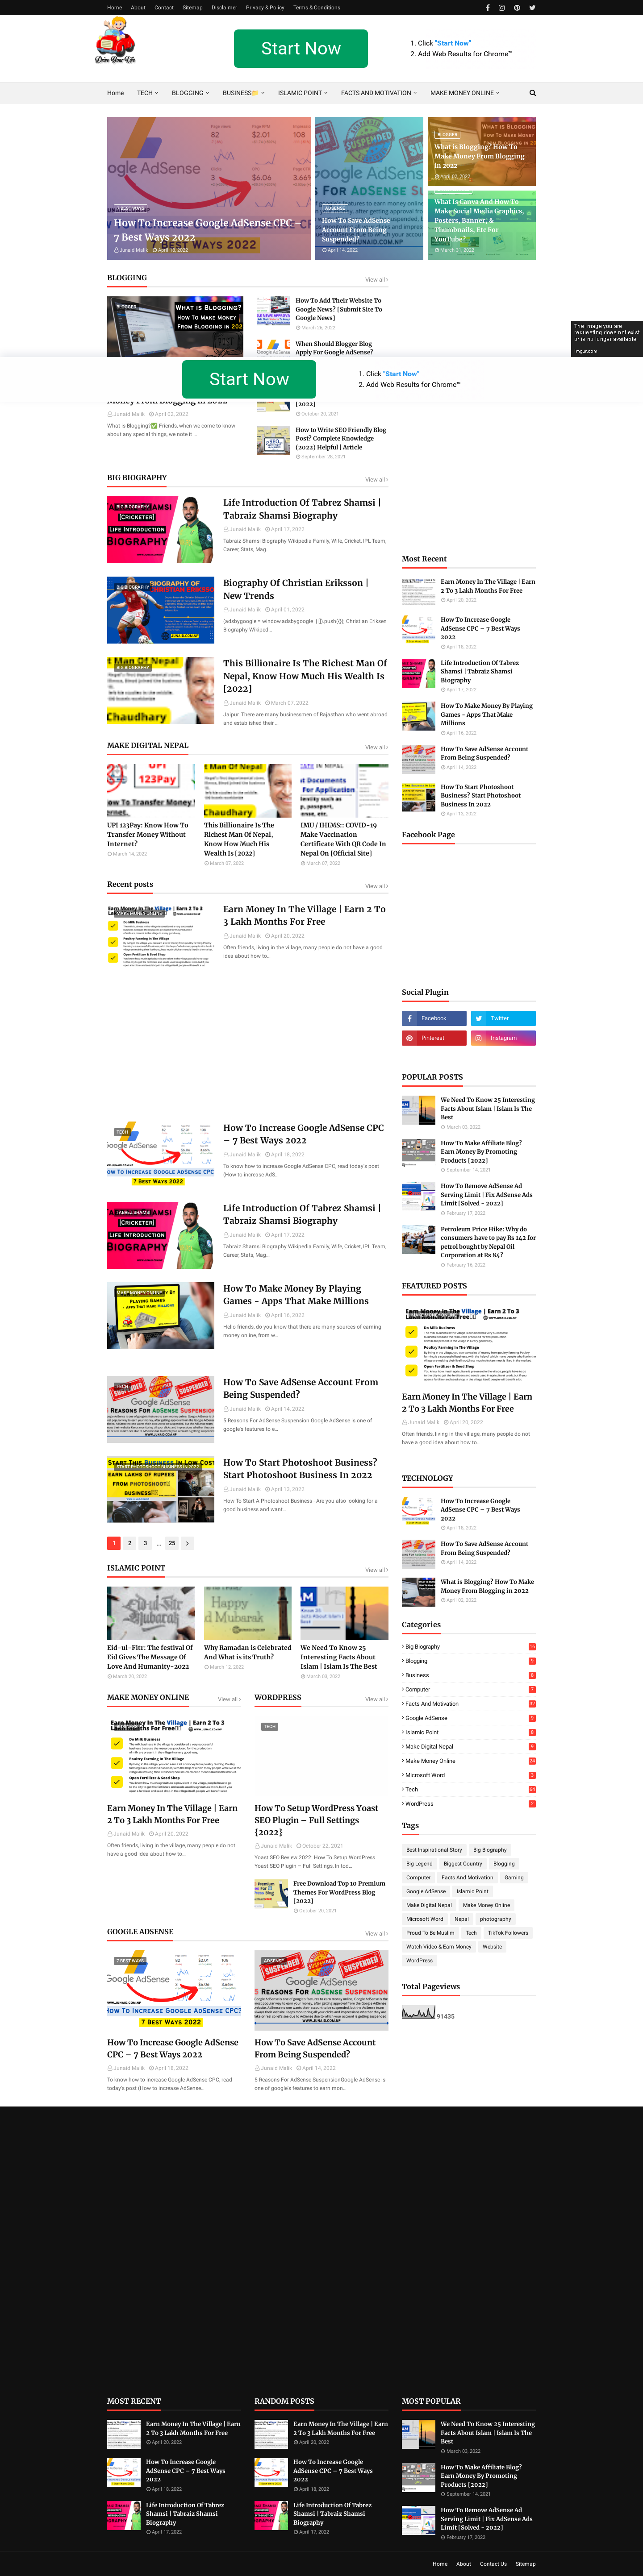 Home About Contact Sitemap Disclaimer Privacy & Policy Terms & Conditions
Drive Your Life
Start Now
1. Click "Start Now"
2. Add Web Results for Chrome™
Home TECH BLOGGING BUSINESS ISLAMIC POINT FACTS AND MOTIVATION MAKE MONEY ONLINE
7 BEST WAYS
How To Increase Google AdSense CPC – 7 Best Ways 2022
Junaid Malik April 18, 2022
ADSENSE
How To Save AdSense Account From Being Suspended?
April 14, 2022
BLOGGER
What is Blogging? How To Make Money From Blogging in 2022
April 02, 2022
What Is Canva And How To Make Social Media Graphics, Posters, Banner, & Thumbnails, Etc For YouTube?
March 31, 2022
BLOGGING
View all
BLOGGER
How To Add Their Website To Google News? [Submit Site To Google News]
March 26, 2022
When Should Blogger Blog Apply For Google AdSense?
The image you are requesting does not exist or is no longer available.
imgur.com
Start Now
1. Click "Start Now"
2. Add Web Results for Chrome™
Money From Blogging in 2022
Junaid Malik April 02, 2022
What is Blogging?✅ Friends, when we come to know about any special things, we note it ...
[2022]
October 20, 2021
How to Write SEO Friendly Blog Post? Complete Knowledge (2022) Helpful | Article
September 28, 2021
BIG BIOGRAPHY
View all
BIG BIOGRAPHY
Life Introduction Of Tabrez Shamsi | Tabraiz Shamsi Biography
Junaid Malik April 17, 2022
Tabraiz Shamsi Biography Wikipedia Family, Wife, Cricket, IPL Team, Career, Stats, Mag...
BIG BIOGRAPHY
Biography Of Christian Eriksson | New Trends
Junaid Malik April 01, 2022
(adsbygoogle = window.adsbygoogle || []).push({}); Christian Eriksen Biography Wikiped...
BIG BIOGRAPHY
This Billionaire Is The Richest Man Of Nepal, Know How Much His Wealth Is [2022]
Junaid Malik March 07, 2022
Jaipur. There are many businessmen of Rajasthan who went abroad and established their ...
Most Recent
Earn Money In The Village | Earn 2 To 3 Lakh Months For Free
April 20, 2022
How To Increase Google AdSense CPC – 7 Best Ways 2022
April 18, 2022
Life Introduction Of Tabrez Shamsi | Tabraiz Shamsi Biography
April 17, 2022
How To Make Money By Playing Games - Apps That Make Millions
April 16, 2022
How To Save AdSense Account From Being Suspended?
April 14, 2022
How To Start Photoshoot Business? Start Photoshoot Business In 2022
April 13, 2022
Facebook Page
MAKE DIGITAL NEPAL
View all
UPI 123Pay: Know How To Transfer Money Without Internet?
March 14, 2022
This Billionaire Is The Richest Man Of Nepal, Know How Much His Wealth Is [2022]
March 07, 2022
IMU / IHIMS:: COVID-19 Make Vaccination Certificate With QR Code In Nepal On [Official Site]
March 07, 2022
Recent posts
View all
MAKE MONEY ONLINE
Earn Money In The Village | Earn 2 To 3 Lakh Months For Free
Junaid Malik April 20, 2022
Often friends, living in the village, many people do not have a good idea about how to...
TECH
How To Increase Google AdSense CPC – 7 Best Ways 2022
Junaid Malik April 18, 2022
To know how to increase Google AdSense CPC, read today's post (How to increase AdS...
TABREZ SHAMSI
Life Introduction Of Tabrez Shamsi | Tabraiz Shamsi Biography
Junaid Malik April 17, 2022
Tabraiz Shamsi Biography Wikipedia Family, Wife, Cricket, IPL Team, Career, Stats, Mag...
MAKE MONEY ONLINE
How To Make Money By Playing Games - Apps That Make Millions
Junaid Malik April 16, 2022
Hello friends, do you know that there are many sources of earning money online, from w...
TECH
How To Save AdSense Account From Being Suspended?
Junaid Malik April 14, 2022
5 Reasons For AdSense Suspension Google AdSense is one of google's features to e...
START PHOTOSHOOT BUSINESS IN 2022
How To Start Photoshoot Business? Start Photoshoot Business In 2022
Junaid Malik April 13, 2022
How To Start A Photoshoot Business - Are you also looking for a good business and want...
1 2 3 ... 25
Social Plugin
Facebook
Twitter
Pinterest
Instagram
POPULAR POSTS
We Need To Know 25 Interesting Facts About Islam | Islam Is The Best
March 03, 2022
How To Make Affiliate Blog? Earn Money By Promoting Products [2022]
September 14, 2021
How To Remove AdSense Ad Serving Limit | Fix AdSense Ads Limit [Solved - 2022]
February 17, 2022
Petroleum Price Hike: Why do consumers have to pay Rs 142 for petrol bought by Nepal Oil Corporation at Rs 84?
February 16, 2022
FEATURED POSTS
Earn Money In The Village | Earn 2 To 3 Lakh Months For Free
Junaid Malik April 20, 2022
Often friends, living in the village, many people do not have a good idea about how to...
TECHNOLOGY
How To Increase Google AdSense CPC – 7 Best Ways 2022
April 18, 2022
How To Save AdSense Account From Being Suspended?
April 14, 2022
What is Blogging? How To Make Money From Blogging in 2022
April 02, 2022
ISLAMIC POINT
View all
Eid-ul-Fitr: The festival Of Eid Gives The Message Of Love And Humanity-2022
March 20, 2022
Why Ramadan is Celebrated And What is its Truth?
March 12, 2022
We Need To Know 25 Interesting Facts About Islam | Islam Is The Best
March 03, 2022
MAKE MONEY ONLINE
View all
Earn Money In The Village | Earn 2 To 3 Lakh Months For Free
Junaid Malik April 20, 2022
Often friends, living in the village, many people do not have a good idea about how to...
WORDPRESS
View all
TECH
How To Setup WordPress Yoast SEO Plugin – Full Settings {2022}
Junaid Malik October 22, 2021
Yoast SEO Review 2022: How To Setup WordPress Yoast SEO Plugin – Full Settings, In tod...
Free Download Top 10 Premium Themes For WordPress Blog [2022]
October 20, 2021
GOOGLE ADSENSE
View all
7 BEST WAYS
How To Increase Google AdSense CPC – 7 Best Ways 2022
Junaid Malik April 18, 2022
To know how to increase Google AdSense CPC, read today's post (How to increase AdSense...
ADSENSE
How To Save AdSense Account From Being Suspended?
Junaid Malik April 14, 2022
5 Reasons For AdSense SuspensionGoogle AdSense is one of google's features to earn mon...
Categories
Big Biography
Blogging
Business
Computer
Facts And Motivation
Google AdSense
Islamic Point
Make Digital Nepal
Make Money Online
Microsoft Word
Tech
WordPress
Tags
Best Inspirational Story Big Biography
Big Legend Biggest Country Blogging
Computer Facts And Motivation Gaming
Google AdSense Islamic Point
Make Digital Nepal Make Money Online
Microsoft Word Nepal photography
Proud To Be Muslim Tech TikTok Followers
Watch Video & Earn Money Website
WordPress
Total Pageviews
91435
MOST RECENT
Earn Money In The Village | Earn 2 To 3 Lakh Months For Free
April 20, 2022
How To Increase Google AdSense CPC – 7 Best Ways 2022
April 18, 2022
Life Introduction Of Tabrez Shamsi | Tabraiz Shamsi Biography
April 17, 2022
RANDOM POSTS
Earn Money In The Village | Earn 2 To 3 Lakh Months For Free
April 20, 2022
How To Increase Google AdSense CPC – 7 Best Ways 2022
April 18, 2022
Life Introduction Of Tabrez Shamsi | Tabraiz Shamsi Biography
April 17, 2022
MOST POPULAR
We Need To Know 25 Interesting Facts About Islam | Islam Is The Best
March 03, 2022
How To Make Affiliate Blog? Earn Money By Promoting Products [2022]
September 14, 2021
How To Remove AdSense Ad Serving Limit | Fix AdSense Ads Limit [Solved - 2022]
February 17, 2022
Home About Contact Us Sitemap